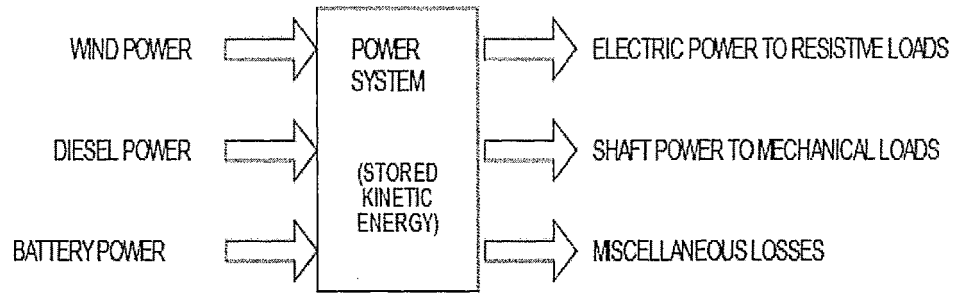 WIND POWER
POWER
SYSTEM
ELECTRIC POWER TO RESISTIVE LOADS
DIESEL POWER
(STORED
KINETIC
ENERGY)
SHAFT POWER TO MECHANICAL LOADS
BATTERY POWER
MISCELLANEOUS LOSSES